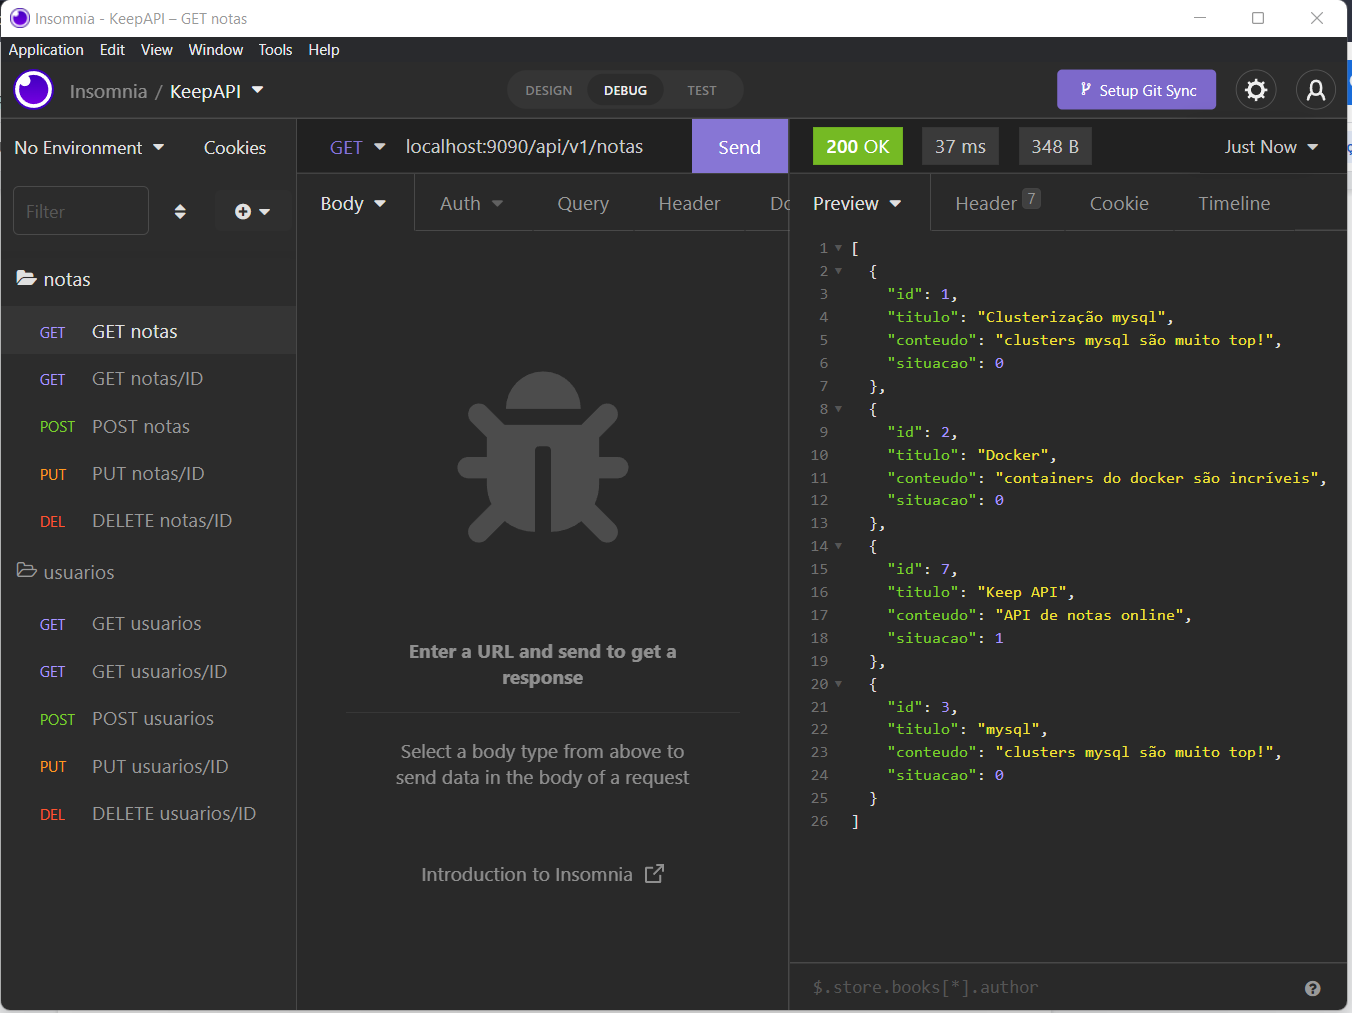 Insomnia - KeepAPI – GET notas
Application Edit View Window Tools Help
Insomnia / KeepAPI
DESIGN DEBUG TEST
Setup Git Sync
No Environment Cookies
Filter
notas
GET GET notas
GET GET notas/ID
POST POST notas
PUT PUT notas/ID
DEL DELETE notas/ID
usuarios
GET GET usuarios
GET GET usuarios/ID
POST POST usuarios
PUT PUT usuarios/ID
DEL DELETE usuarios/ID
GET localhost:9090/api/v1/notas Send
Body Auth Query Header
Enter a URL and send to get a
response
Select a body type from above to
send data in the body of a request
Introduction to Insomnia
200 OK 37 ms 348 B Just Now
Preview Header 7 Cookie Timeline
1 [
2 {
3 "id": 1,
4 "titulo": "Clusterização mysql",
5 "conteudo": "clusters mysql são muito top!",
6 "situacao": 0
7 },
8 {
9 "id": 2,
10 "titulo": "Docker",
11 "conteudo": "containers do docker são incríveis",
12 "situacao": 0
13 },
14 {
15 "id": 7,
16 "titulo": "Keep API",
17 "conteudo": "API de notas online",
18 "situacao": 1
19 },
20 {
21 "id": 3,
22 "titulo": "mysql",
23 "conteudo": "clusters mysql são muito top!",
24 "situacao": 0
25 }
26 ]
$.store.books[*].author